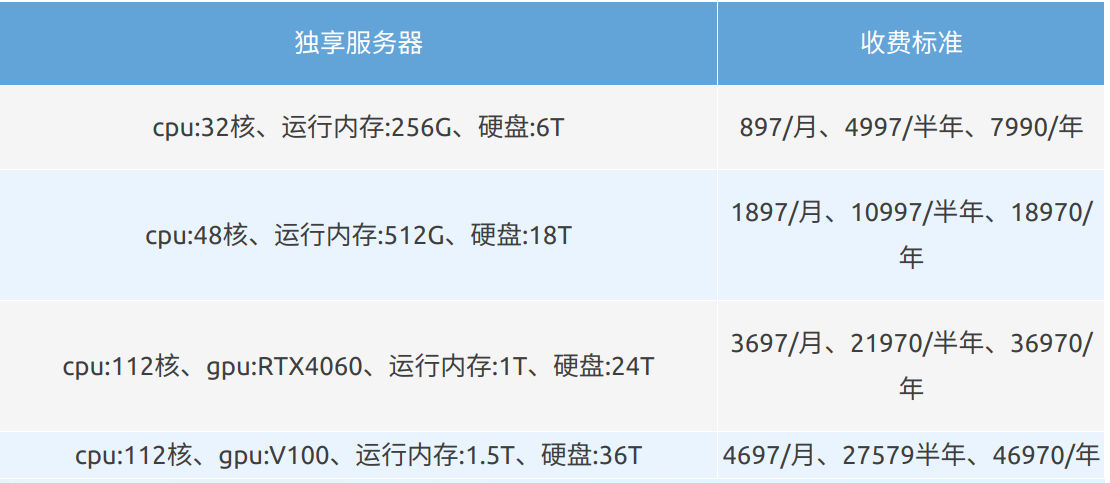 独享服务器
收费标准
cpu:32核、运行内存:256G、硬盘:6T
897/月、4997/半年、7990/年
cpu:48核、运行内存:512G、硬盘:18T
1897/月、10997/半年、18970/
年
cpu:112核、gpu:RTX4060、运行内存:1T、硬盘:24T
3697/月、21970/半年、36970/
年
cpu:112核、gpu:V100、运行内存:1.5T、硬盘:36T
4697/月、27579半年、46970/年